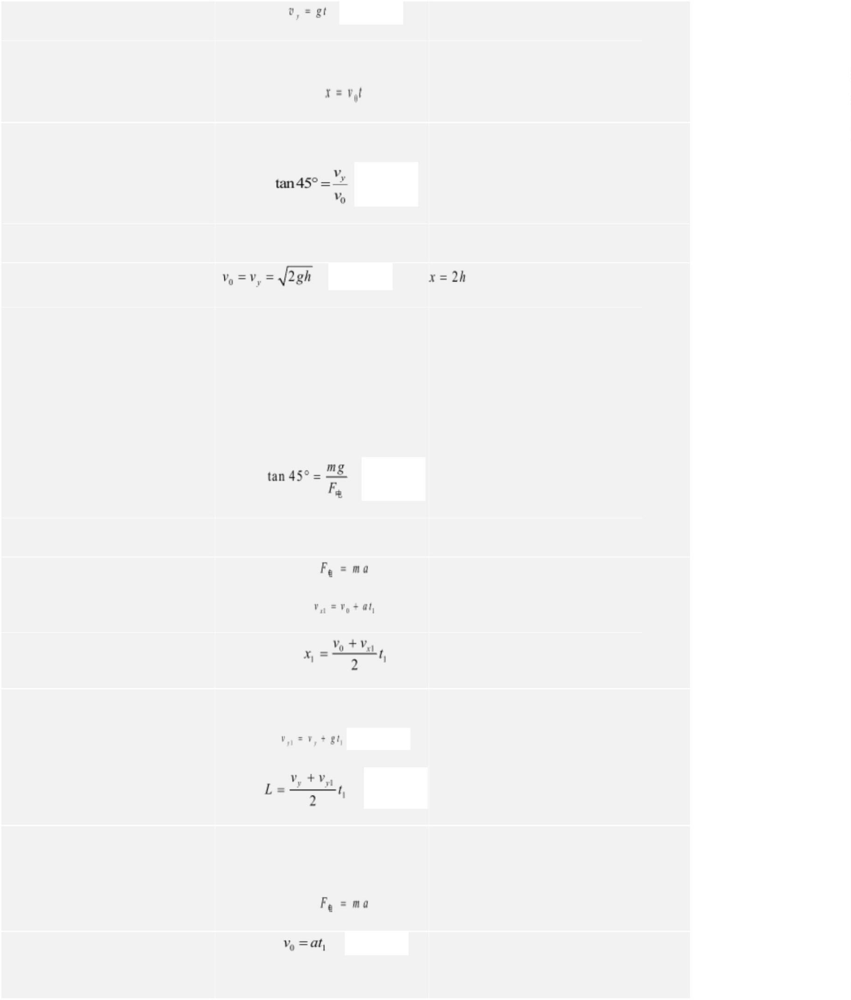 v_y = gt
x = v_0t
tan 45° = v_y/v_0
v_0 = v_y = √(2gh) x = 2h
tan 45° = mg/F_电
F_电 = ma
v_x1 = v_0 + at_1
x_1 = (v_0 + v_x1)/2 t_1
v_y1 = v_y + gt_1
L = (v_y + v_y1)/2 t_1
F_电 = ma
v_0 = at_1